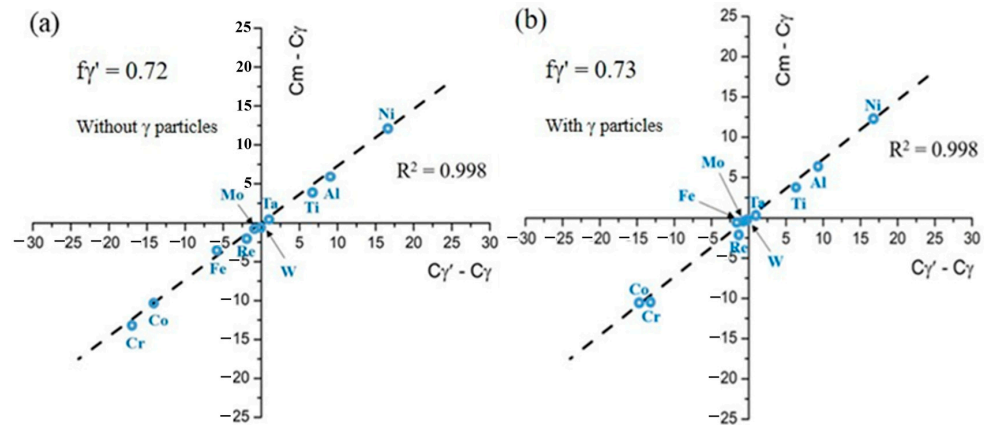 (a)
fγ' = 0.72
Without γ particles
Cm - Cγ
25
20
15
10
5
−5
−10
−15
−20
−25
−30 −25 −20 −15 −10 −5 0 5 10 15 20 25 30
Cγ' - Cγ
R² = 0.998
Ni
Al
Ti
Ta
Mo
W
Re
Fe
Co
Cr
(b)
fγ' = 0.73
With γ particles
Cm - Cγ
25
20
15
10
5
−5
−10
−15
−20
−25
−30 −25 −20 −15 −10 −5 0 5 10 15 20 25 30
Cγ' - Cγ
R² = 0.998
Ni
Al
Ti
Ta
Mo
Fe
W
Re
Co
Cr